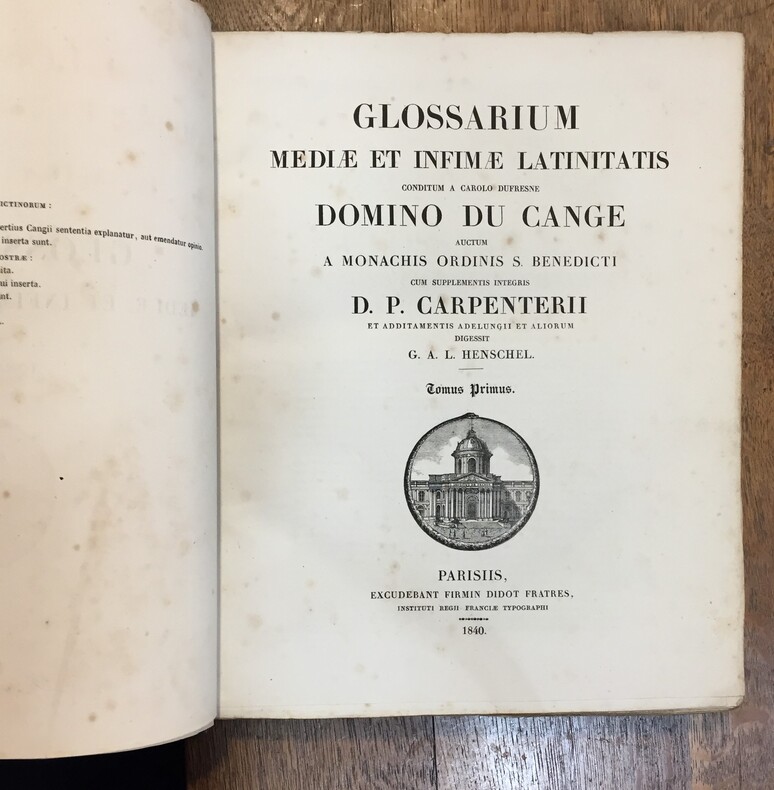 ICTINORUM :
ertius Cangii sententia explanatur, aut emendatur opinio.
inserta sunt.
OSTRÆ :
ita.
ui inserta.
nt.
GLOSSARIUM
MEDIÆ ET INFIMÆ LATINITATIS
CONDITUM A CAROLO DUFRESNE
DOMINO DU CANGE
AUCTUM
A MONACHIS ORDINIS S. BENEDICTI
CUM SUPPLEMENTIS INTEGRIS
D. P. CARPENTERII
ET ADDITAMENTIS ADELUNGII ET ALIORUM
DIGESSIT
G. A. L. HENSCHEL.
Tomus Primus.
PARISIIS,
EXCUDEBANT FIRMIN DIDOT FRATRES,
INSTITUTI REGII FRANCIÆ TYPOGRAPHI
1840.